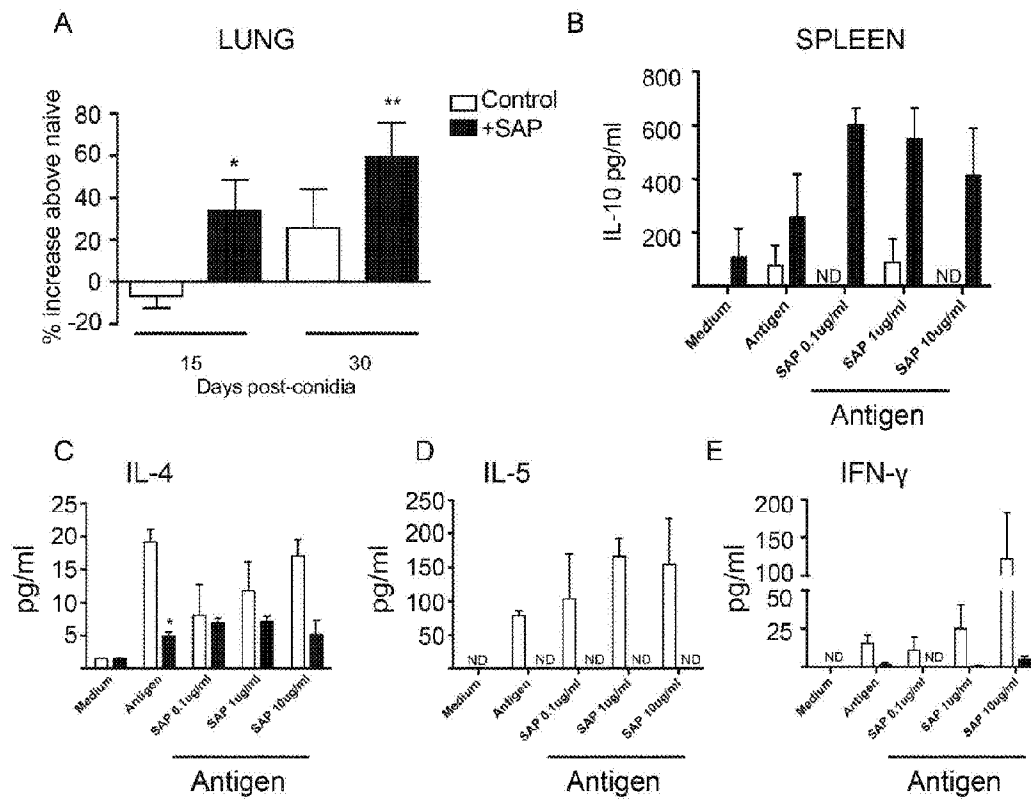 A
LUNG
% increase above naive
80
60
40
20
0
-20
* **
15 30
Days post-conidia
Control
+SAP
B
SPLEEN
IL-10 pg/ml
800
600
400
200
ND ND
Medium
Antigen
SAP 0.1ug/ml
SAP 1ug/ml
SAP 10ug/ml
Antigen
C
IL-4
pg/ml
25
20
15
10
5
*
Medium
Antigen
SAP 0.1ug/ml
SAP 1ug/ml
SAP 10ug/ml
Antigen
D
IL-5
pg/ml
250
200
150
100
50
ND ND ND ND ND
Medium
Antigen
SAP 0.1ug/ml
SAP 1ug/ml
SAP 10ug/ml
Antigen
E
IFN-γ
pg/ml
200
150
100
50
25
ND ND
Medium
Antigen
SAP 0.1ug/ml
SAP 1ug/ml
SAP 10ug/ml
Antigen